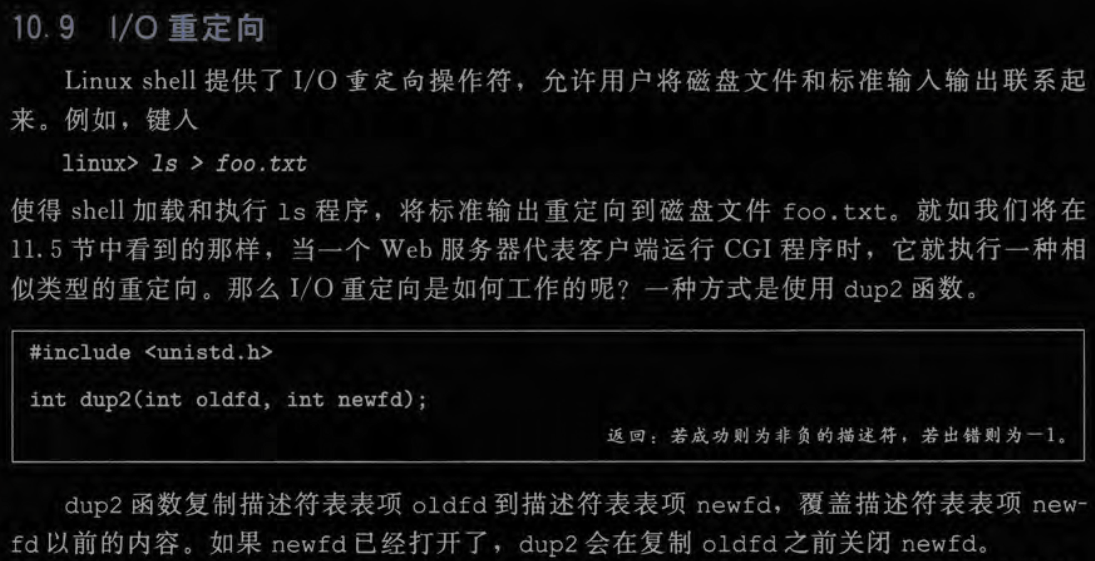 10.9 I/O 重定向
Linux shell 提供了 I/O 重定向操作符，允许用户将磁盘文件和标准输入输出联系起
来。例如，键入
linux> ls > foo.txt
使得 shell 加载和执行 ls 程序，将标准输出重定向到磁盘文件 foo.txt。就如我们将在
11.5 节中看到的那样，当一个 Web 服务器代表客户端运行 CGI 程序时，它就执行一种相
似类型的重定向。那么 I/O 重定向是如何工作的呢？一种方式是使用 dup2 函数。
#include <unistd.h>
int dup2(int oldfd, int newfd);
返回：若成功则为非负的描述符，若出错则为－1。
dup2 函数复制描述符表表项 oldfd 到描述符表表项 newfd，覆盖描述符表表项 new-
fd 以前的内容。如果 newfd 已经打开了，dup2 会在复制 oldfd 之前关闭 newfd。